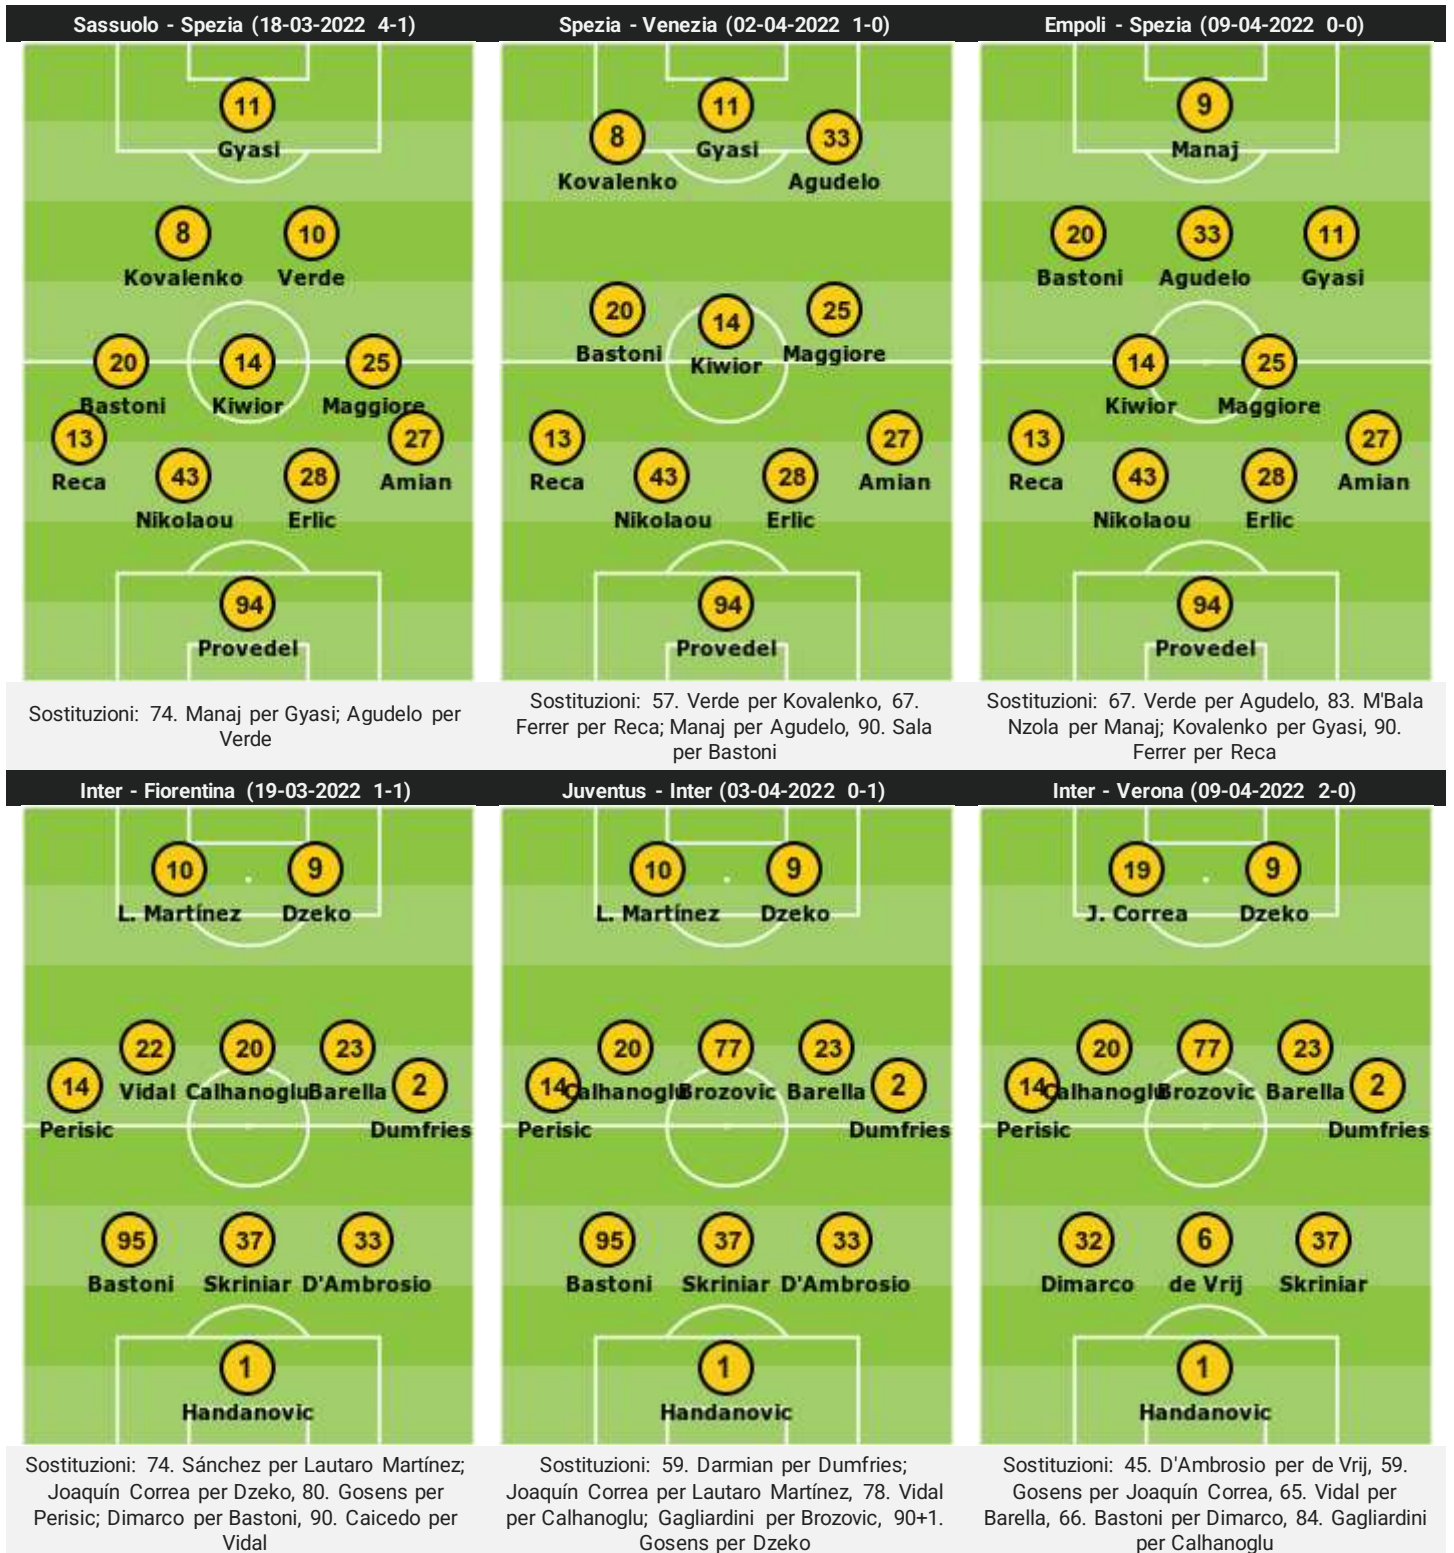 Sassuolo - Spezia (18-03-2022 4-1)
11
Gyasi
8 10
Kovalenko Verde
20 14 25
Bastoni Kiwior Maggiore
13 27
Reca Amian
43 28
Nikolaou Erlic
94
Provedel
Sostituzioni: 74. Manaj per Gyasi; Agudelo per
Verde
Spezia - Venezia (02-04-2022 1-0)
11
Gyasi
8 33
Kovalenko Agudelo
20 14 25
Bastoni Kiwior Maggiore
13 27
Reca Amian
43 28
Nikolaou Erlic
94
Provedel
Sostituzioni: 57. Verde per Kovalenko, 67.
Ferrer per Reca; Manaj per Agudelo, 90. Sala
per Bastoni
Empoli - Spezia (09-04-2022 0-0)
9
Manaj
20 33 11
Bastoni Agudelo Gyasi
14 25
Kiwior Maggiore
13 27
Reca Amian
43 28
Nikolaou Erlic
94
Provedel
Sostituzioni: 67. Verde per Agudelo, 83. M'Bala
Nzola per Manaj; Kovalenko per Gyasi, 90.
Ferrer per Reca
Inter - Fiorentina (19-03-2022 1-1)
10 9
L. Martínez Dzeko
22 20 23
Vidal Calhanoglu Barella
14 2
Perisic Dumfries
95 37 33
Bastoni Skriniar D'Ambrosio
1
Handanovic
Sostituzioni: 74. Sánchez per Lautaro Martínez;
Joaquín Correa per Dzeko, 80. Gosens per
Perisic; Dimarco per Bastoni, 90. Caicedo per
Vidal
Juventus - Inter (03-04-2022 0-1)
10 9
L. Martínez Dzeko
20 77 23
Calhanoglu Brozovic Barella
14 2
Perisic Dumfries
95 37 33
Bastoni Skriniar D'Ambrosio
1
Handanovic
Sostituzioni: 59. Darmian per Dumfries;
Joaquín Correa per Lautaro Martínez, 78. Vidal
per Calhanoglu; Gagliardini per Brozovic, 90+1.
Gosens per Dzeko
Inter - Verona (09-04-2022 2-0)
19 9
J. Correa Dzeko
20 77 23
Calhanoglu Brozovic Barella
14 2
Perisic Dumfries
32 6 37
Dimarco de Vrij Skriniar
1
Handanovic
Sostituzioni: 45. D'Ambrosio per de Vrij, 59.
Gosens per Joaquín Correa, 65. Vidal per
Barella, 66. Bastoni per Dimarco, 84. Gagliardini
per Calhanoglu